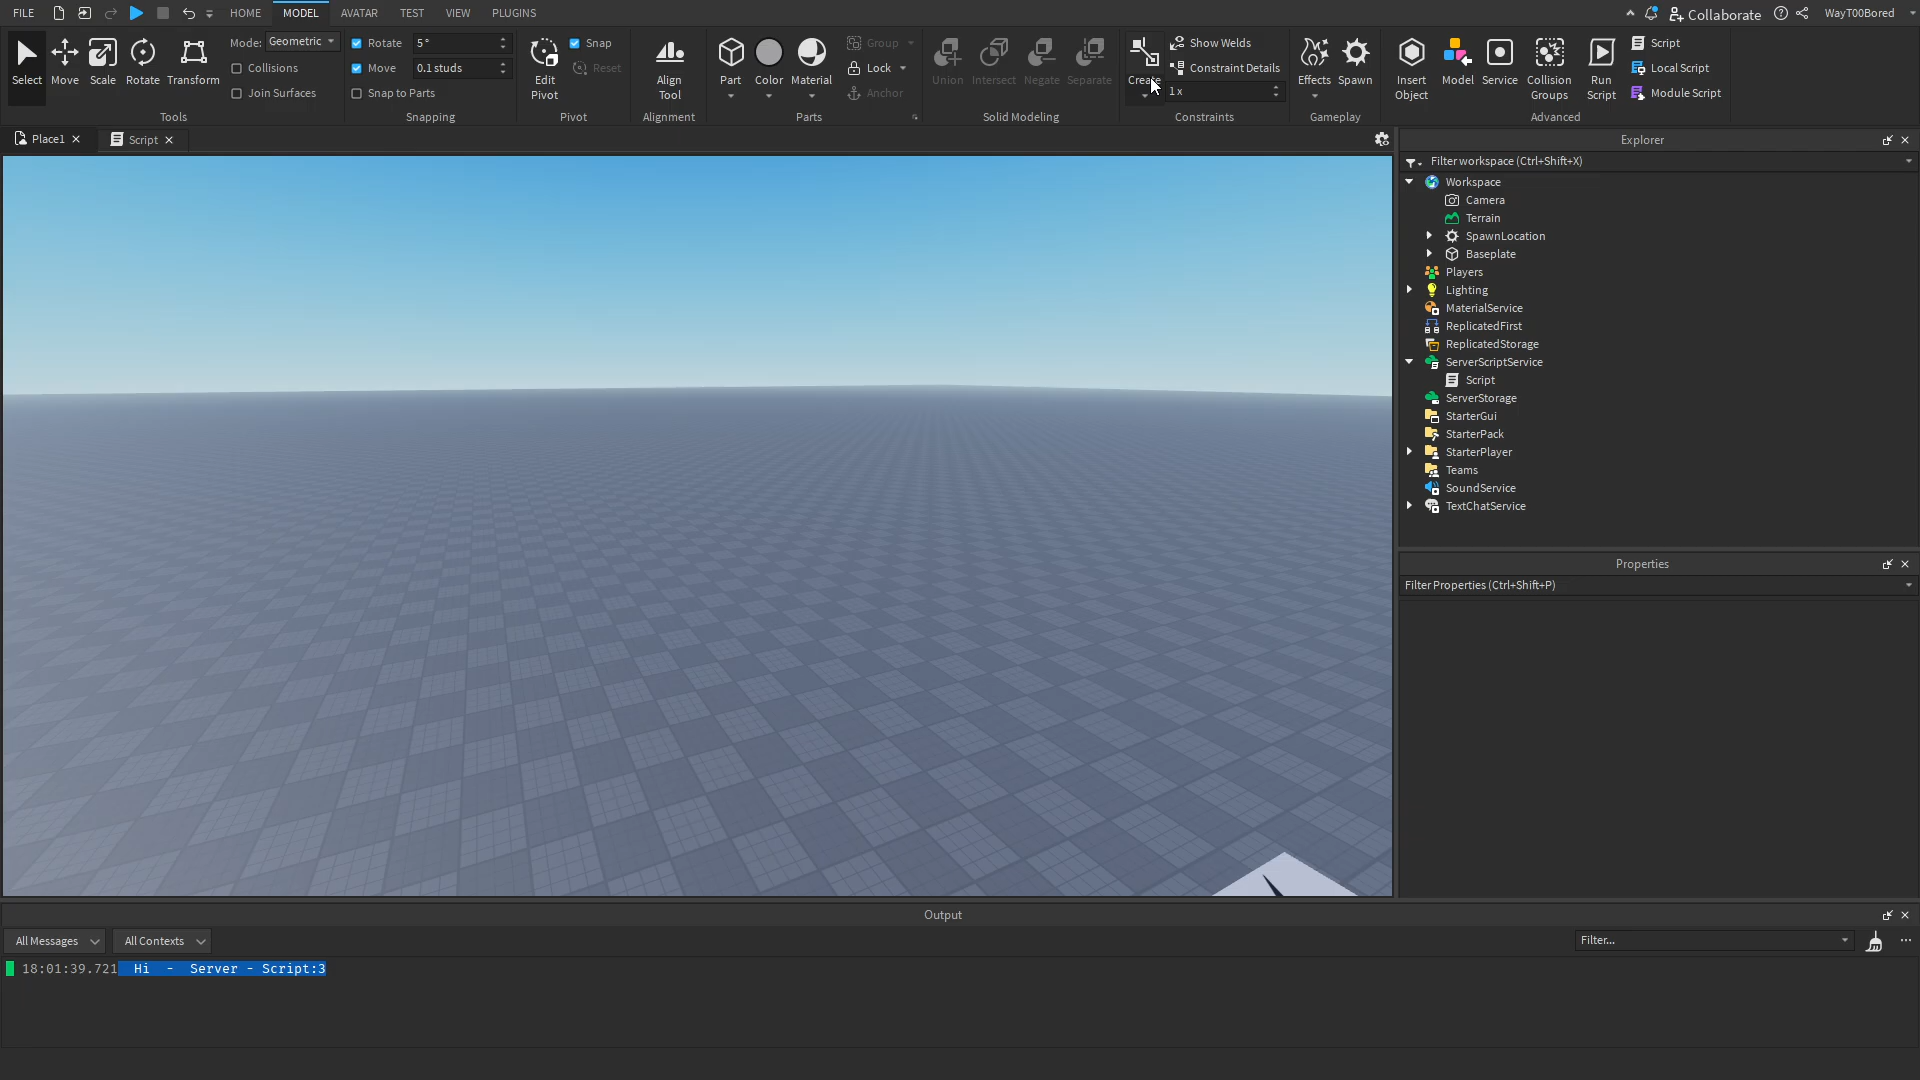 FILE HOME MODEL AVATAR TEST VIEW PLUGINS Collaborate WayT00Bored
Select Move Scale Rotate Transform
Mode: Geometric
Collisions
Join Surfaces
Tools
Rotate 5°
Move 0.1 studs
Snap to Parts
Snapping
Edit Pivot
Snap
Reset
Pivot
Align Tool
Alignment
Part Color Material
Group
Lock
Anchor
Parts
Union Intersect Negate Separate
Solid Modeling
Create
Show Welds
Constraint Details
1 x
Constraints
Effects Spawn
Gameplay
Insert Object
Model
Service
Collision Groups
Run Script
Script
Local Script
Module Script
Advanced
Place1 Script
Explorer
Filter workspace (Ctrl+Shift+X)
Workspace
Camera
Terrain
SpawnLocation
Baseplate
Players
Lighting
MaterialService
ReplicatedFirst
ReplicatedStorage
ServerScriptService
Script
ServerStorage
StarterGui
StarterPack
StarterPlayer
Teams
SoundService
TextChatService
Properties
Filter Properties (Ctrl+Shift+P)
Output
All Messages All Contexts Filter...
18:01:39.721 Hi - Server - Script:3